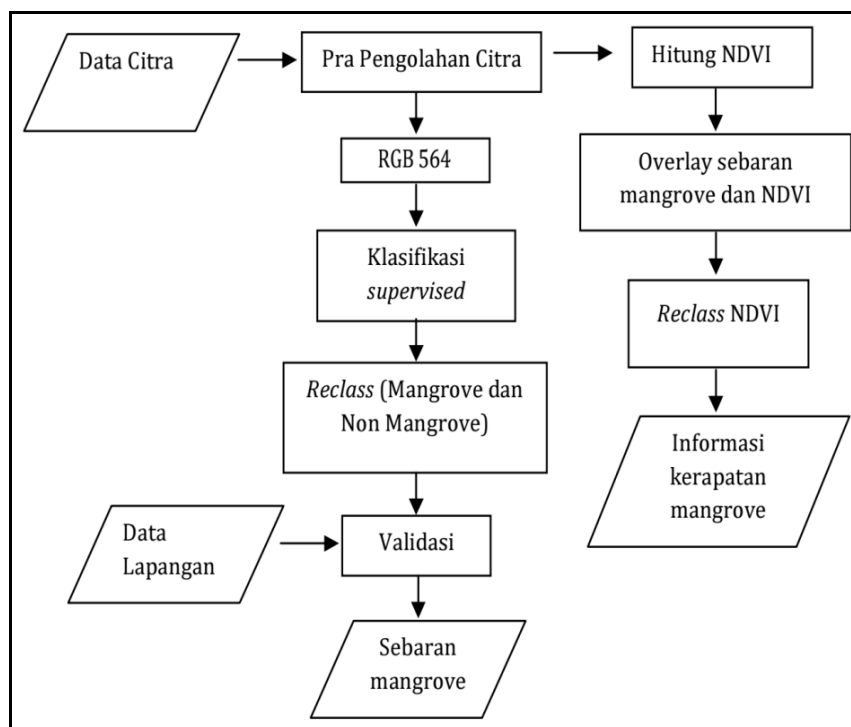 Data Citra
Pra Pengolahan Citra
Hitung NDVI
RGB 564
Overlay sebaran
mangrove dan NDVI
Klasifikasi
supervised
Reclass NDVI
Reclass (Mangrove dan
Non Mangrove)
Informasi
kerapatan
mangrove
Data
Lapangan
Validasi
Sebaran
mangrove